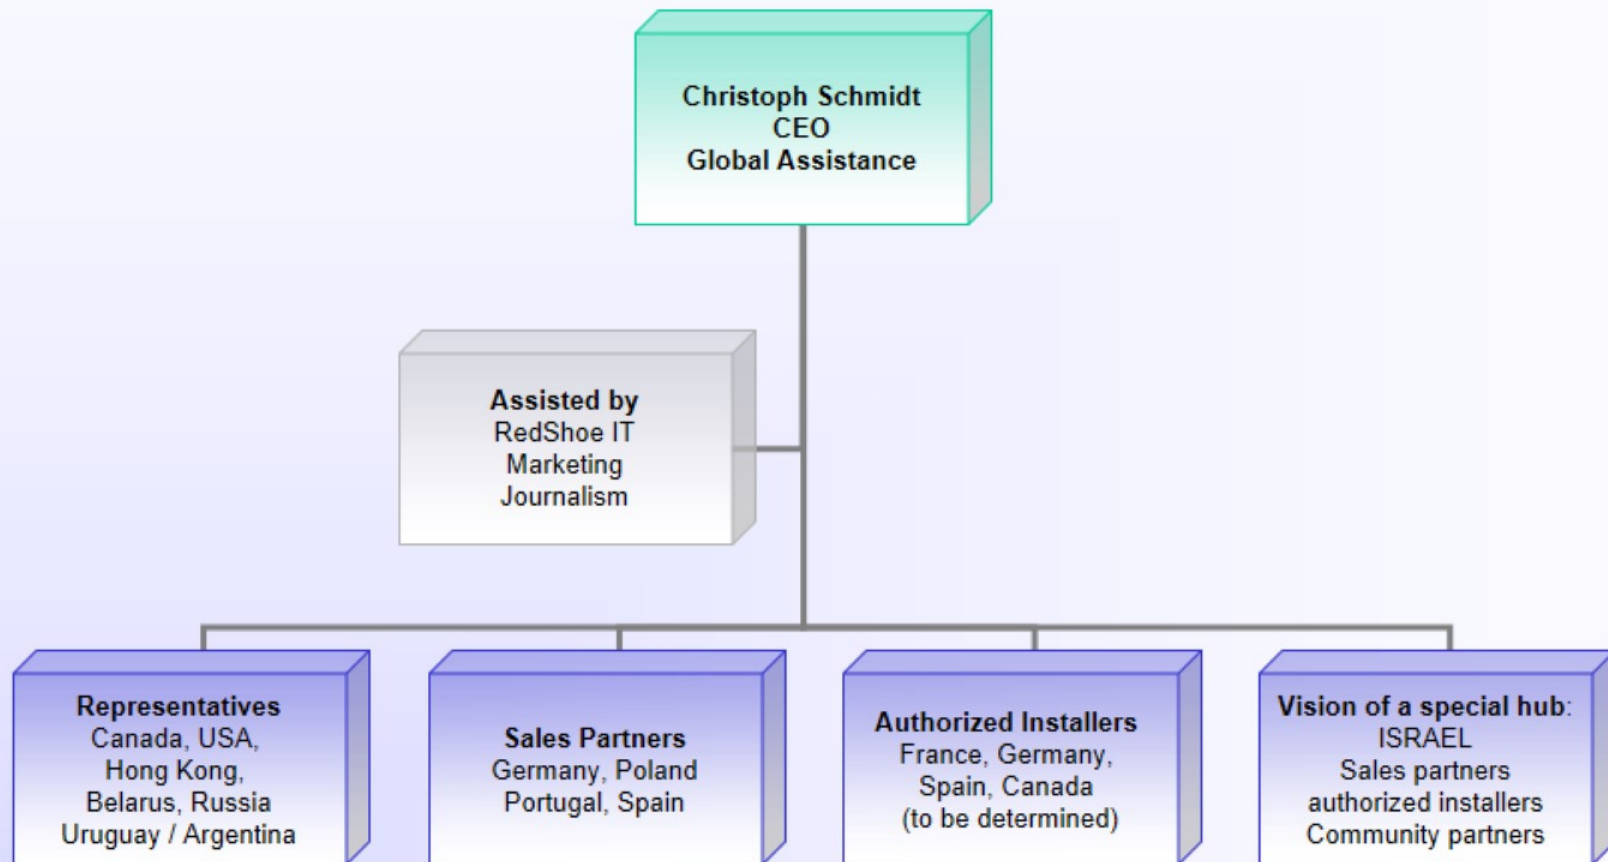 Christoph Schmidt
CEO
Global Assistance
Assisted by
RedShoe IT
Marketing
Journalism
Representatives
Canada, USA,
Hong Kong,
Belarus, Russia
Uruguay / Argentina
Sales Partners
Germany, Poland
Portugal, Spain
Authorized Installers
France, Germany,
Spain, Canada
(to be determined)
Vision of a special hub:
ISRAEL
Sales partners
authorized installers
Community partners